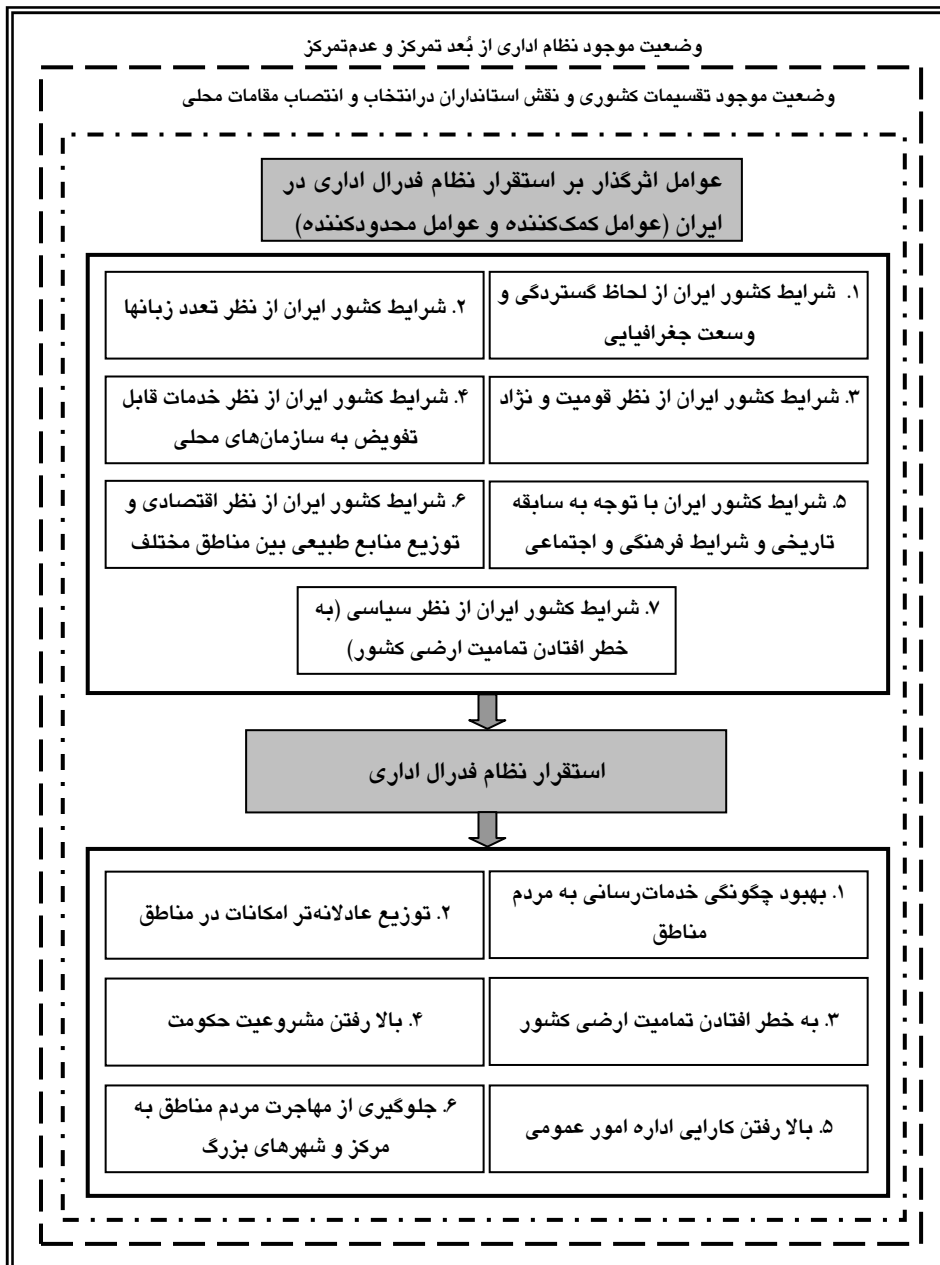 وضعیت موجود نظام اداری از بُعد تمرکز و عدم‌تمرکز
وضعیت موجود تقسیمات کشوری و نقش استانداران درانتخاب و انتصاب مقامات محلی
عوامل اثرگذار بر استقرار نظام فدرال اداری در
ایران (عوامل کمک‌کننده و عوامل محدودکننده)
۱. شرایط کشور ایران از لحاظ گستردگی و
وسعت جغرافیایی
۲. شرایط کشور ایران از نظر تعدد زبانها
۳. شرایط کشور ایران از نظر قومیت و نژاد
۴. شرایط کشور ایران از نظر خدمات قابل
تفویض به سازمان‌های محلی
۵. شرایط کشور ایران با توجه به سابقه
تاریخی و شرایط فرهنگی و اجتماعی
۶. شرایط کشور ایران از نظر اقتصادی و
توزیع منابع طبیعی بین مناطق مختلف
۷. شرایط کشور ایران از نظر سیاسی (به
خطر افتادن تمامیت ارضی کشور)
استقرار نظام فدرال اداری
۱. بهبود چگونگی خدمات‌رسانی به مردم
مناطق
۲. توزیع عادلانه‌تر امکانات در مناطق
۳. به خطر افتادن تمامیت ارضی کشور
۴. بالا رفتن مشروعیت حکومت
۵. بالا رفتن کارایی اداره امور عمومی
۶. جلوگیری از مهاجرت مردم مناطق به
مرکز و شهرهای بزرگ